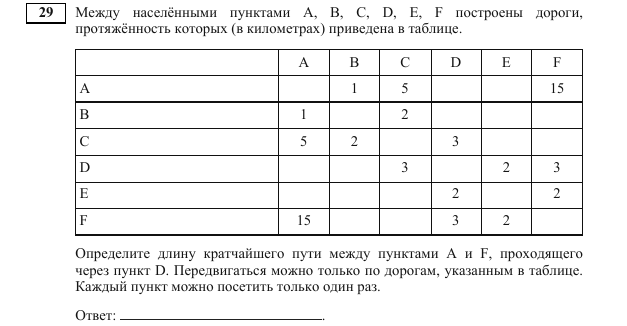 29 Между населёнными пунктами A, B, C, D, E, F построены дороги,
протяжённость которых (в километрах) приведена в таблице.
A B C D E F
A 1 5 15
B 1 2
C 5 2 3
D 3 2 3
E 2 2
F 15 3 2
Определите длину кратчайшего пути между пунктами A и F, проходящего
через пункт D. Передвигаться можно только по дорогам, указанным в таблице.
Каждый пункт можно посетить только один раз.
Ответ: ___________________________.